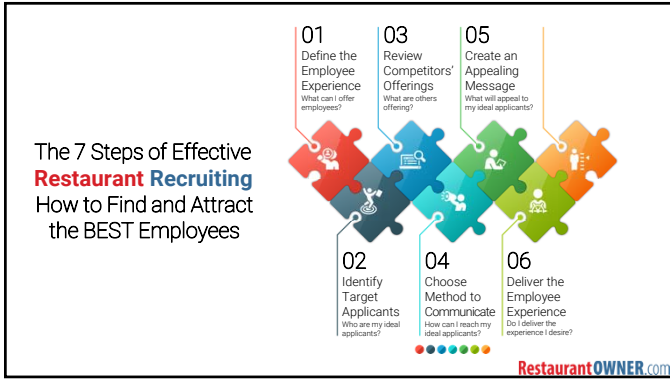 The 7 Steps of Effective
Restaurant Recruiting
How to Find and Attract
the BEST Employees
01
Define the
Employee
Experience
What can I offer
employees?
02
Identify
Target
Applicants
Who are my ideal
applicants?
03
Review
Competitors'
Offerings
What are others
offering?
04
Choose
Method to
Communicate
How can I reach my
ideal applicants?
05
Create an
Appealing
Message
What will appeal to
my ideal applicants?
06
Deliver the
Employee
Experience
Do I deliver the
experience I desire?
RestaurantOWNER.com